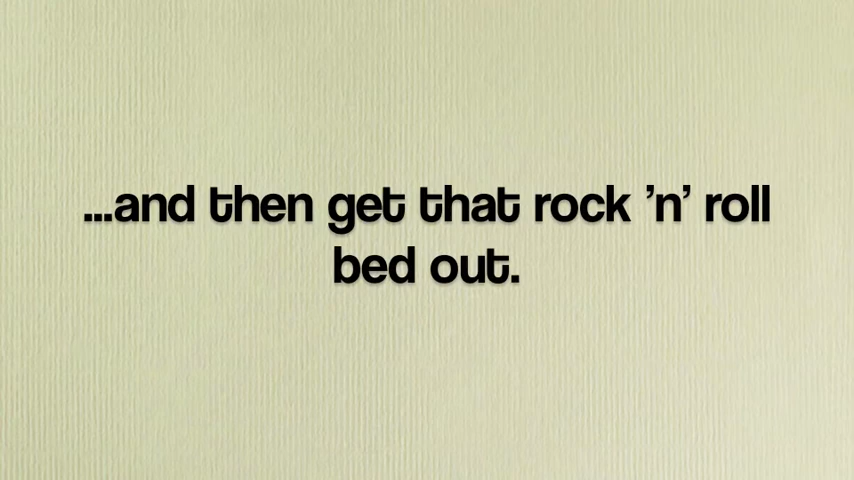 ...and then get that rock 'n' roll
bed out.